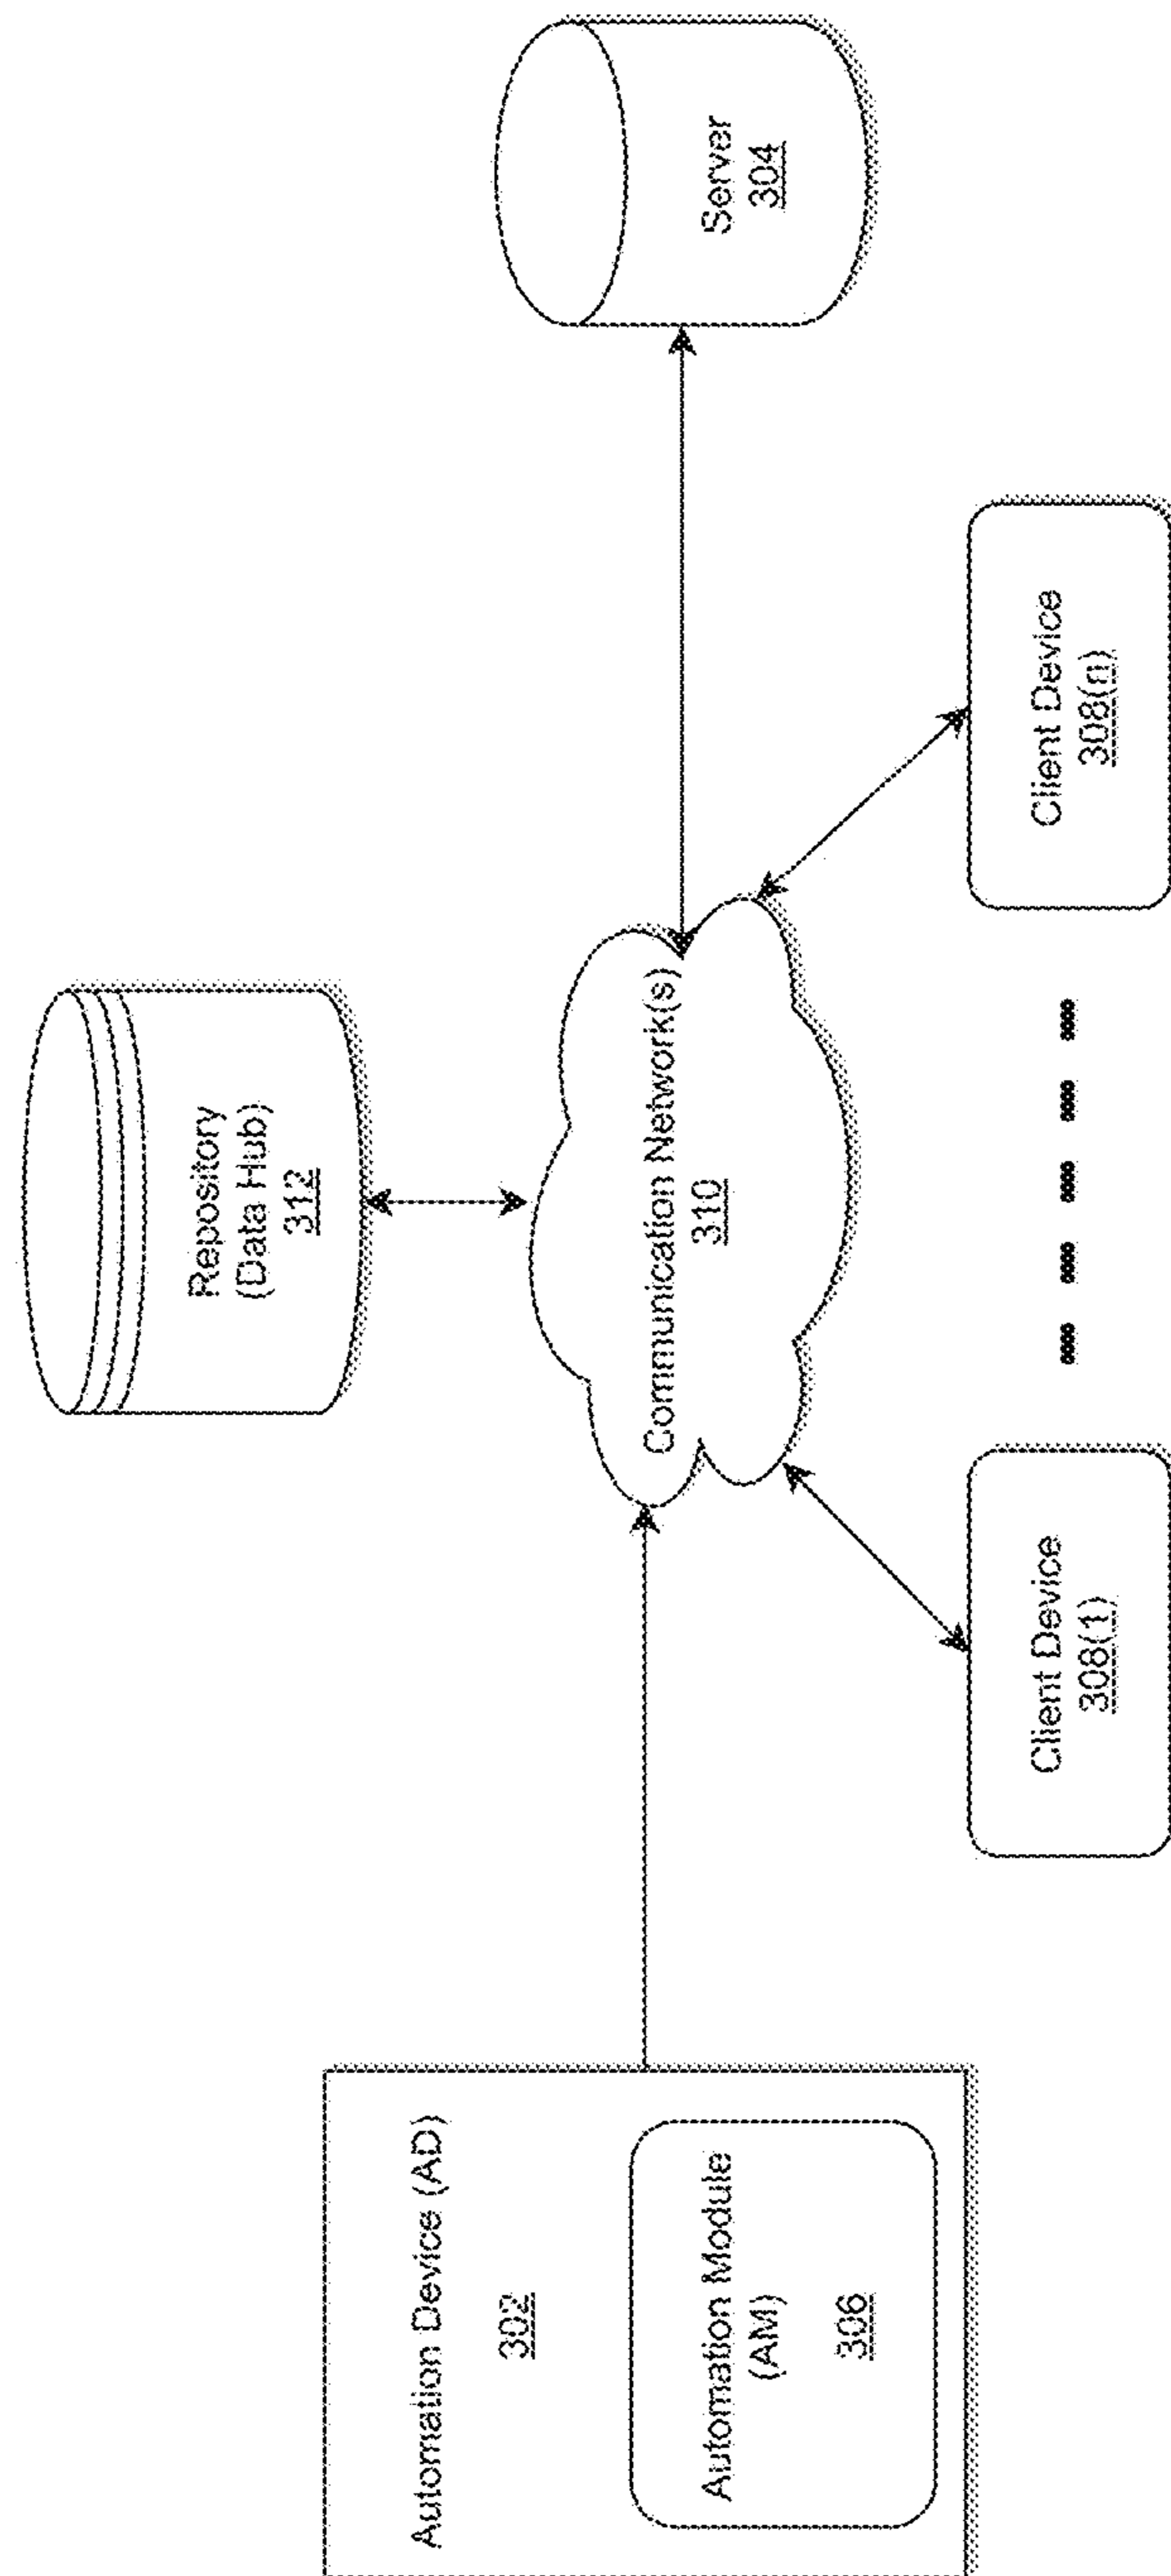 Repository
(Data Hub)
312
Automation Device (AD)
302
Automation Module
(AM)
306
Communication Network(s)
310
Server
304
Client Device
308(1)
Client Device
308(n)